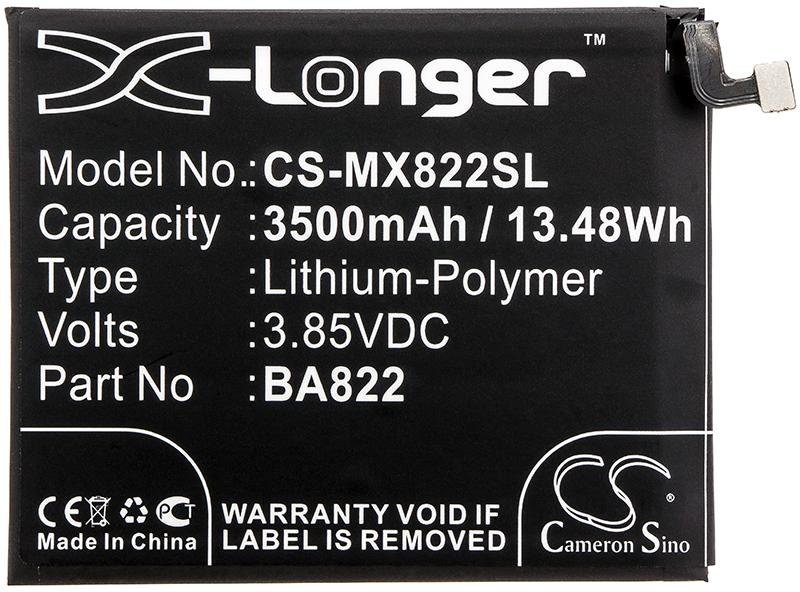 X-Longer™
Model No.:CS-MX822SL
Capacity :3500mAh / 13.48Wh
Type :Lithium-Polymer
Volts :3.85VDC
Part No :BA822
CE PCT
Made in China
WARRANTY VOID IF
LABEL IS REMOVED
CS®
Cameron Sino